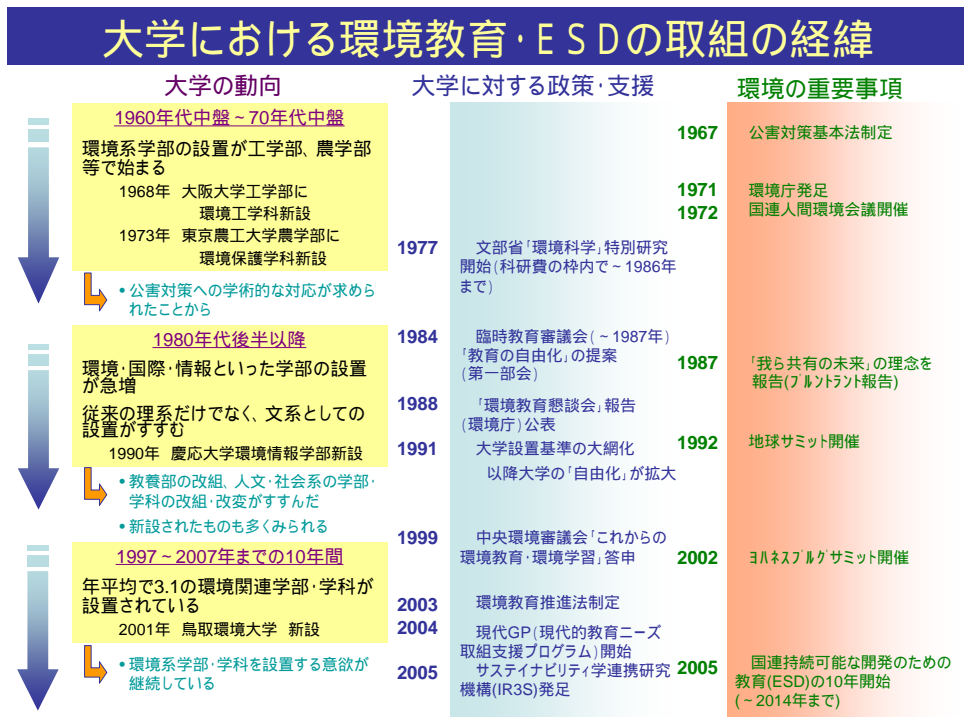 大学における環境教育･ＥＳＤの取組の経緯
大学の動向
1960年代中盤～70年代中盤
環境系学部の設置が工学部、農学部
等で始まる
1968年 大阪大学工学部に
環境工学科新設
1973年 東京農工大学農学部に
環境保護学科新設
•公害対策への学術的な対応が求めら
れたことから
1980年代後半以降
環境･国際･情報といった学部の設置
が急増
従来の理系だけでなく、文系としての
設置がすすむ
1990年 慶応大学環境情報学部新設
•教養部の改組、人文･社会系の学部･
学科の改組･改変がすすんだ
•新設されたものも多くみられる
1997～2007年までの10年間
年平均で3.1の環境関連学部･学科が
設置されている
2001年 鳥取環境大学 新設
•環境系学部･学科を設置する意欲が
継続している
大学に対する政策･支援
1977 文部省｢環境科学｣特別研究
開始(科研費の枠内で～1986年
まで)
1984 臨時教育審議会(～1987年)
｢教育の自由化｣の提案
(第一部会)
1988 ｢環境教育懇談会｣報告
(環境庁)公表
1991 大学設置基準の大綱化
以降大学の｢自由化｣が拡大
1999 中央環境審議会｢これからの
環境教育･環境学習｣答申
2003 環境教育推進法制定
2004 現代GP(現代的教育ニーズ
取組支援プログラム)開始
2005 サステイナビリティ学連携研究
機構(IR3S)発足
環境の重要事項
1967 公害対策基本法制定
1971 環境庁発足
1972 国連人間環境会議開催
1987 ｢我ら共有の未来｣の理念を
報告(ﾌﾞﾙﾝﾄﾗﾝﾄ報告)
1992 地球サミット開催
2002 ﾖﾊﾈｽﾌﾞﾙｸﾞサミット開催
2005 国連持続可能な開発のための
教育(ESD)の10年開始
(～2014年まで)